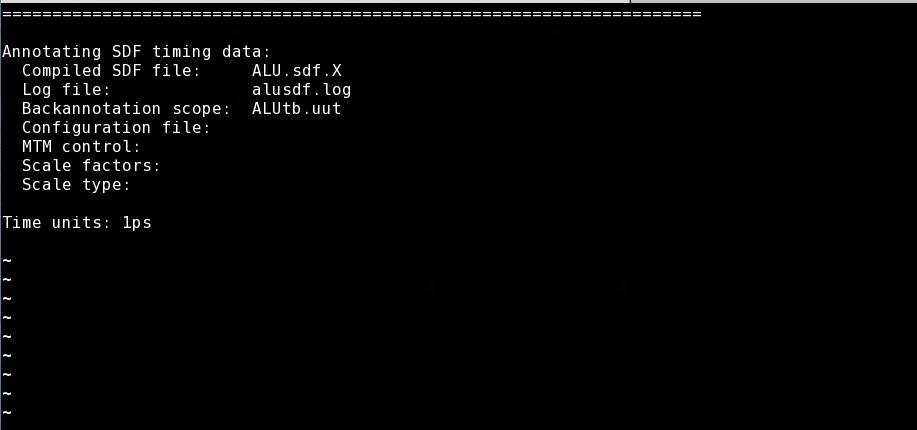 ======================================================================
Annotating SDF timing data:
  Compiled SDF file:     ALU.sdf.X
  Log file:              alusdf.log
  Backannotation scope:  ALUtb.uut
  Configuration file:
  MTM control:
  Scale factors:
  Scale type:
Time units: 1ps
~
~
~
~
~
~
~
~
~